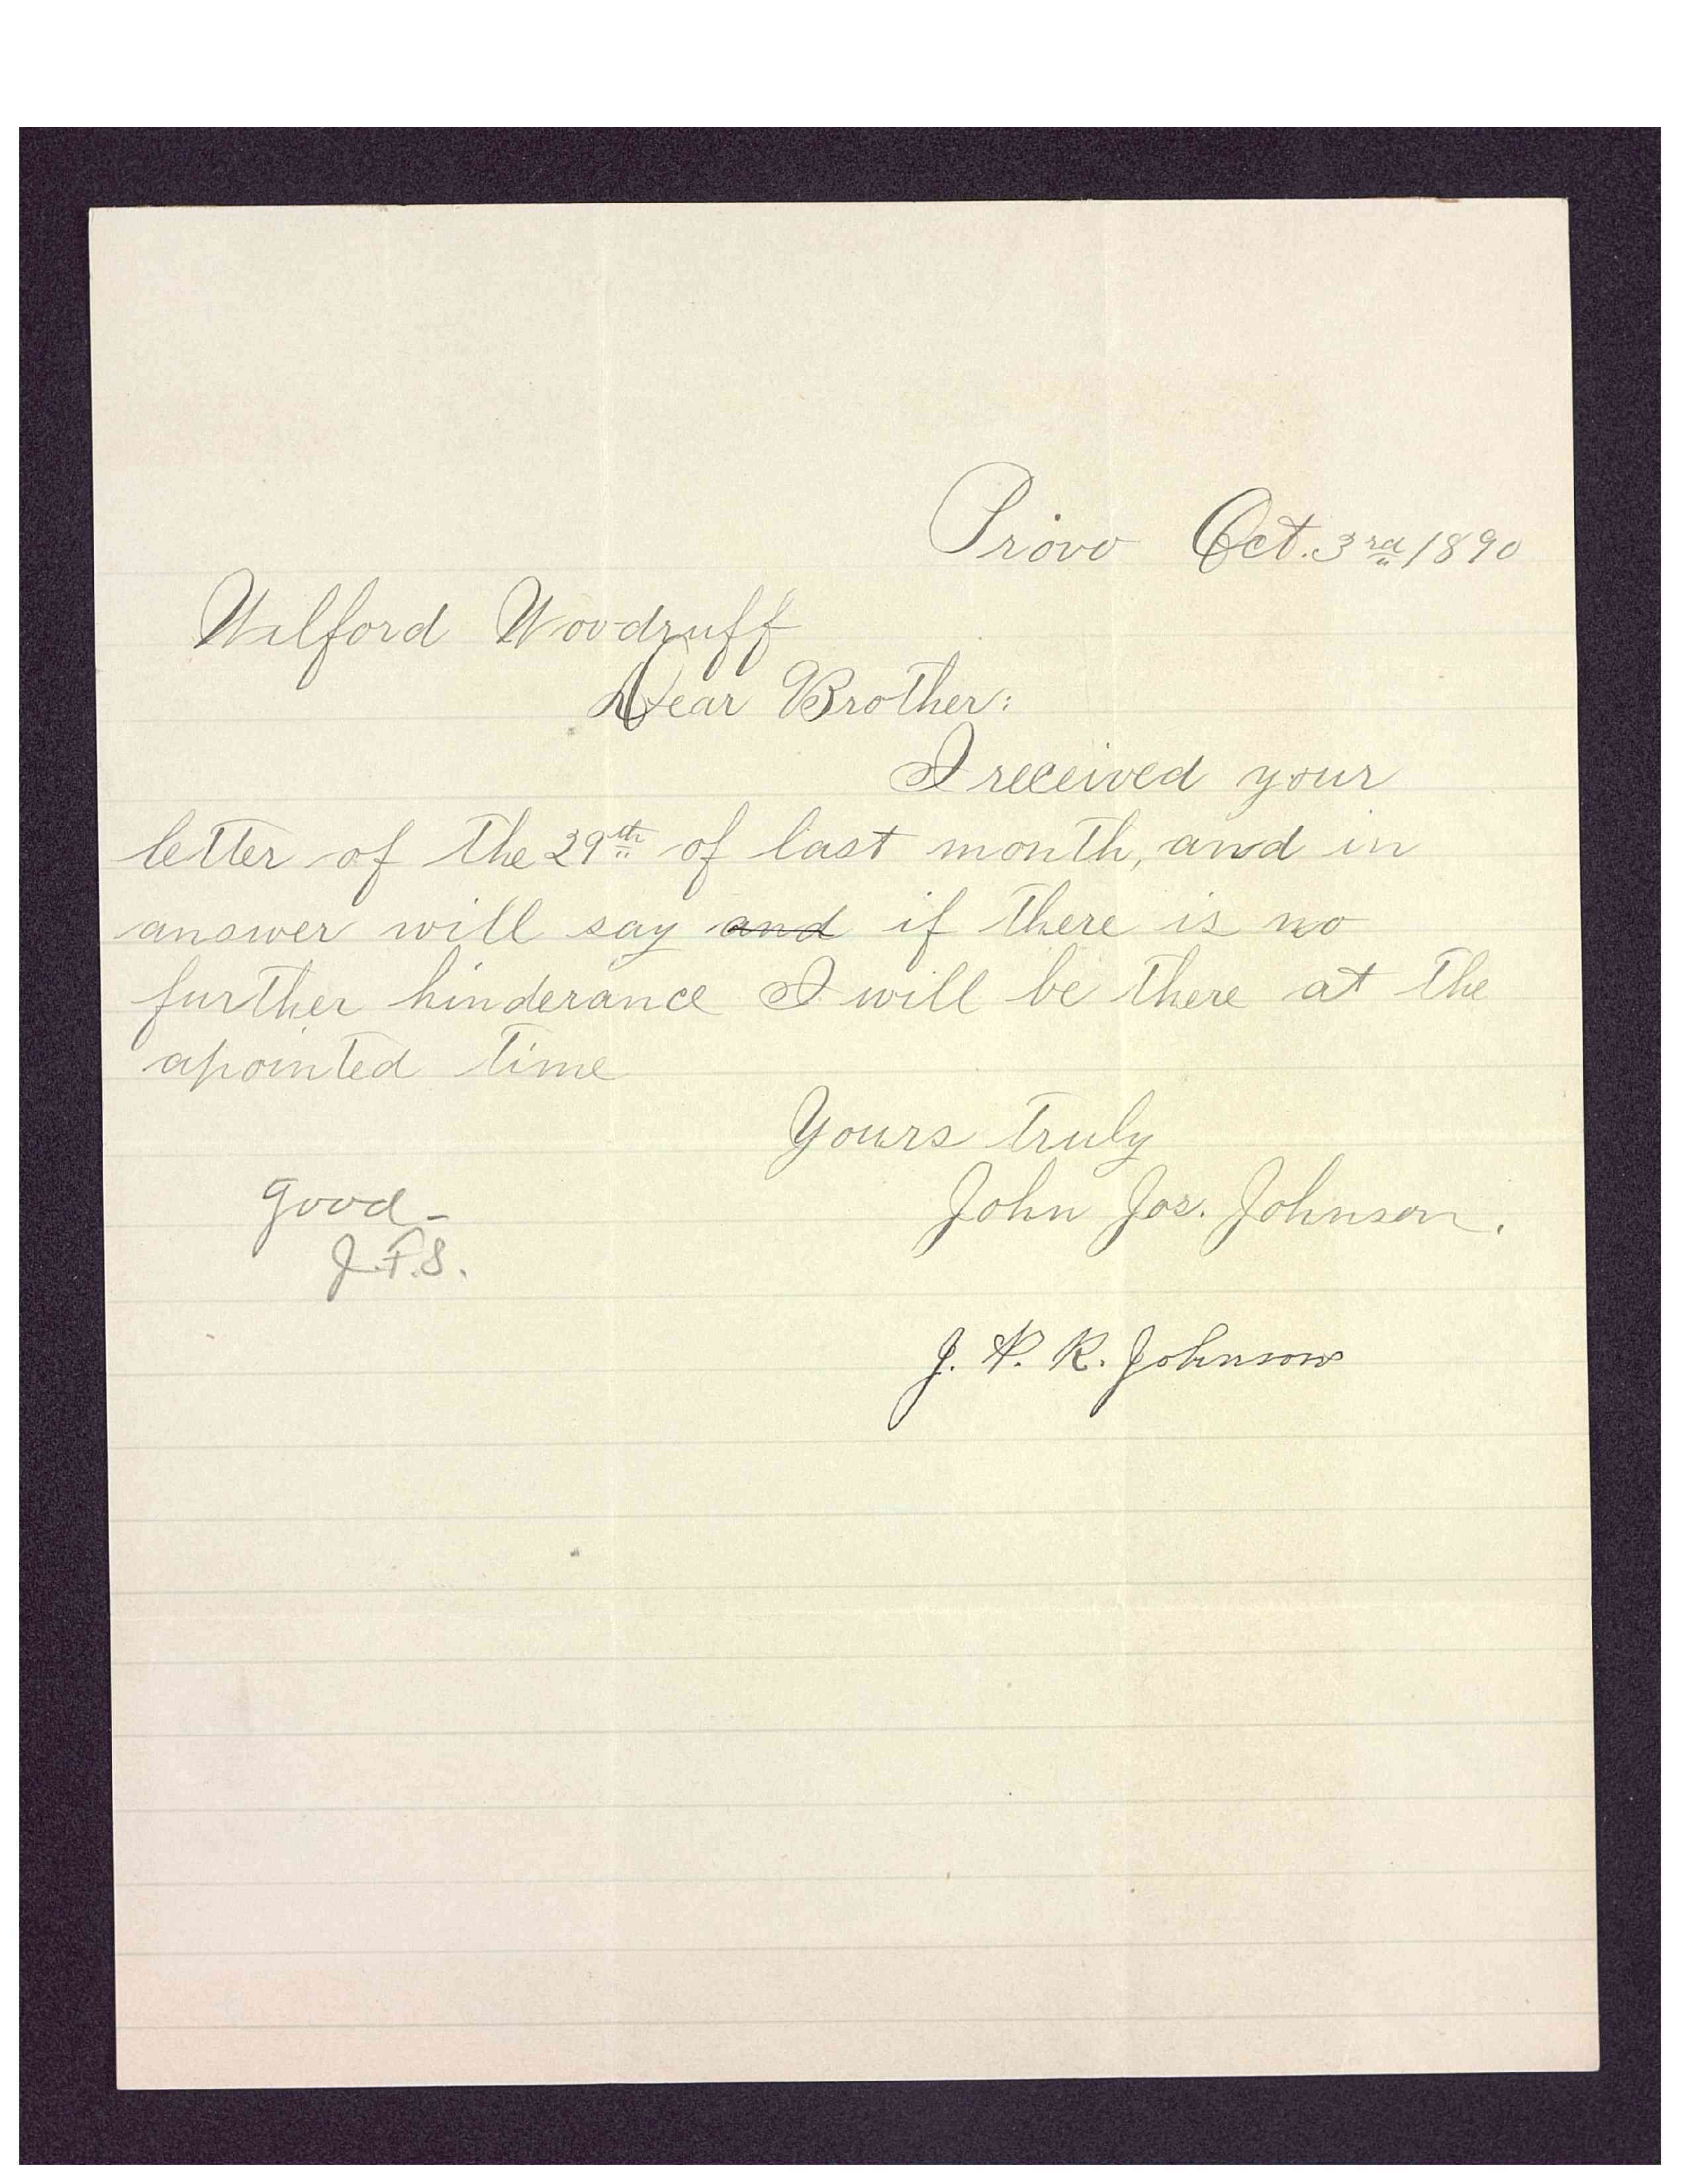 Provo Oct. 3rd 1890
Wilford Woodruff
Dear Brother:
I received your
letter of the 29th of last month, and in
answer will say and if there is no
further hinderance I will be there at the
apointed time
Yours truly
John Jos. Johnson.
good-
J.F.S.
J. P. R. Johnson